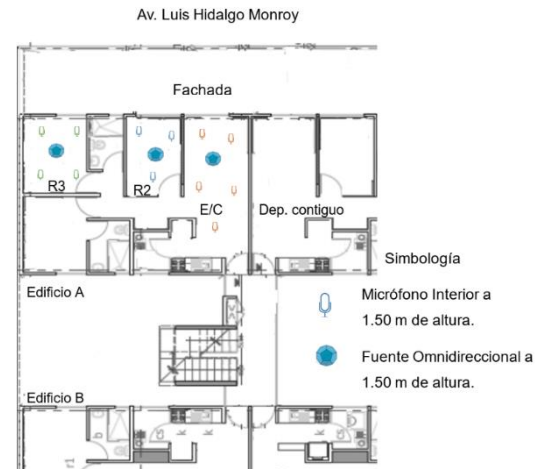 Av. Luis Hidalgo Monroy
Fachada
R3
R2
E/C
Dep. contiguo
Simbología
Edificio A
Micrófono Interior a
1.50 m de altura.
Fuente Omnidireccional a
1.50 m de altura.
Edificio B
r1